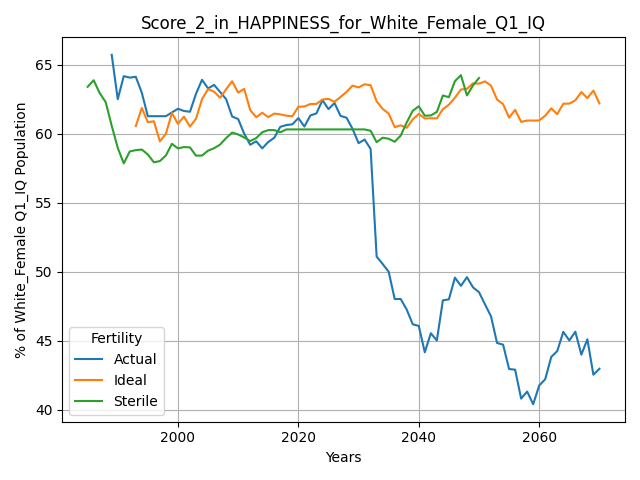 Score_2_in_HAPPINESS_for_White_Female_Q1_IQ
% of White_Female Q1_IQ Population
65
60
55
50
45
40
Fertility
Actual
Ideal
Sterile
2000
2020
2040
2060
Years